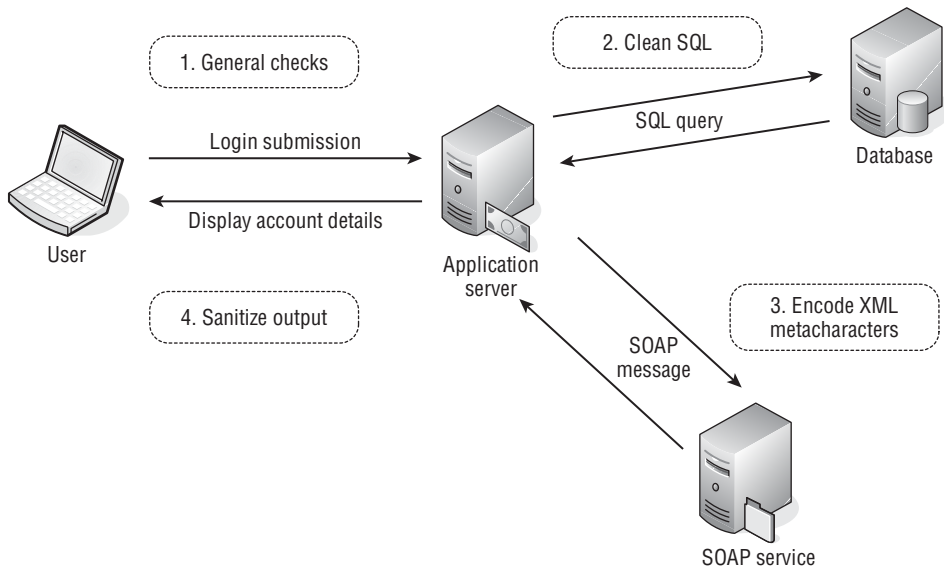 1. General checks
2. Clean SQL
Login submission
SQL query
Database
Display account details
User
Application
server
4. Sanitize output
3. Encode XML
metacharacters
SOAP
message
SOAP service